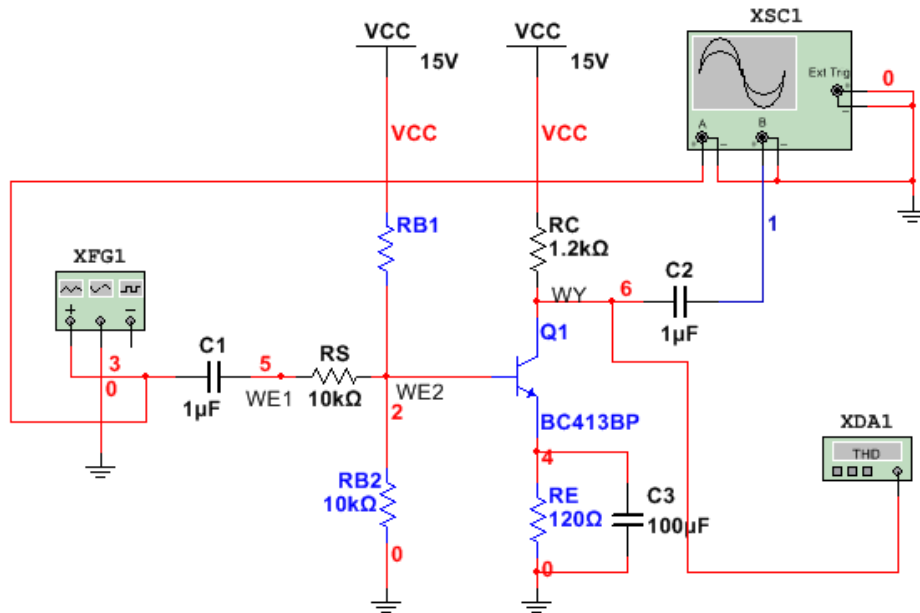 XSC1
VCC
VCC
15V
15V
Ext Trig
0
A
B
VCC
VCC
1
RB1
RC
1.2kΩ
XFG1
C2
6
WY
1µF
Q1
C1
3
5
RS
0
WE1
WE2
1µF
10kΩ
2
BC413BP
XDA1
THD
4
RB2
10kΩ
RE
120Ω
C3
100µF
0
0